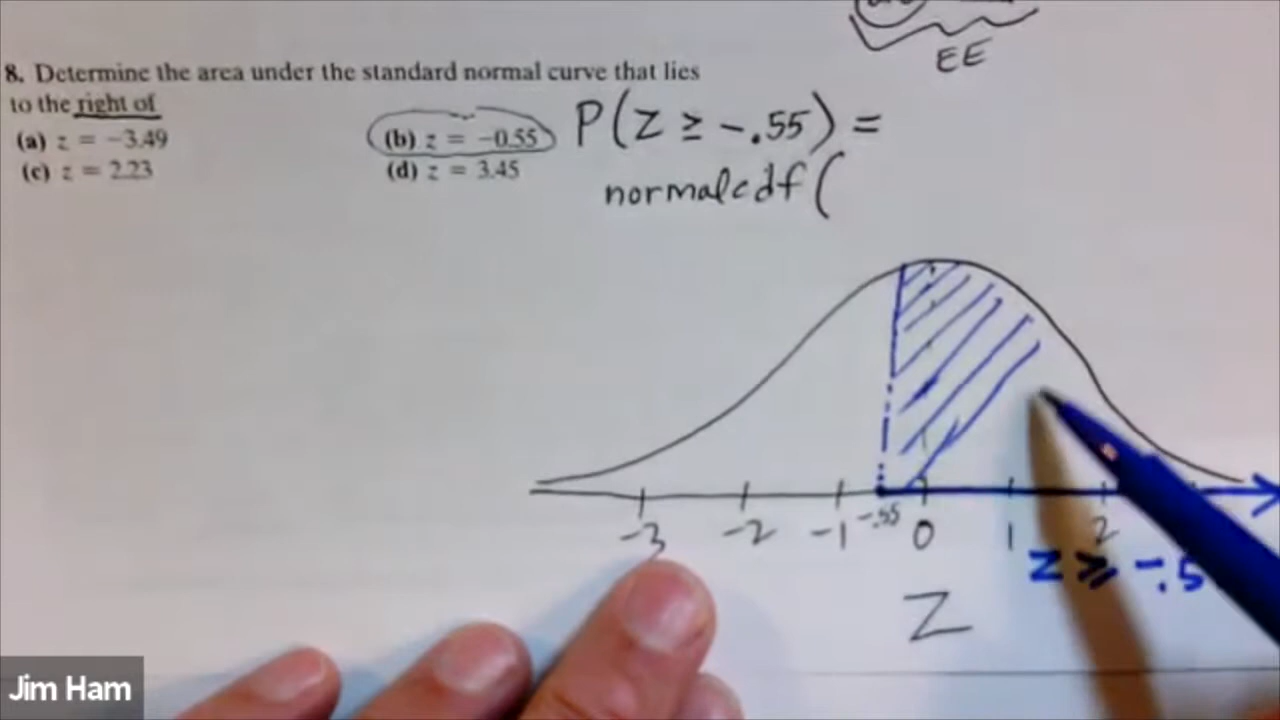 EE
8. Determine the area under the standard normal curve that lies
to the right of
(a) z = -3.49
(b) z = -0.55
(c) z = 2.23
(d) z = 3.45
P(Z ≥ -.55) =
normalcdf(
-3 -2 -1 -.55 0 1 2
z ≥ -.5
Z
Jim Ham